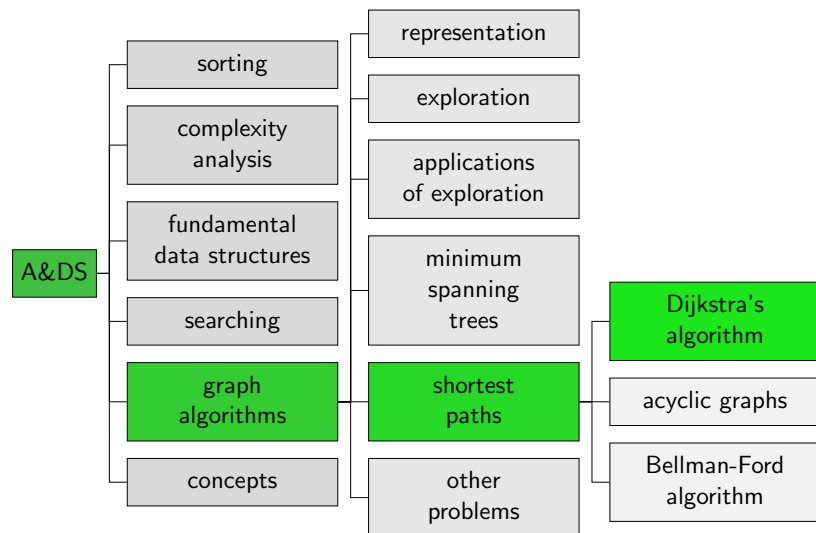 A&DS
sorting
complexity
analysis
fundamental
data structures
searching
graph
algorithms
concepts
representation
exploration
applications
of exploration
minimum
spanning
trees
shortest
paths
other
problems
Dijkstra's
algorithm
acyclic graphs
Bellman-Ford
algorithm